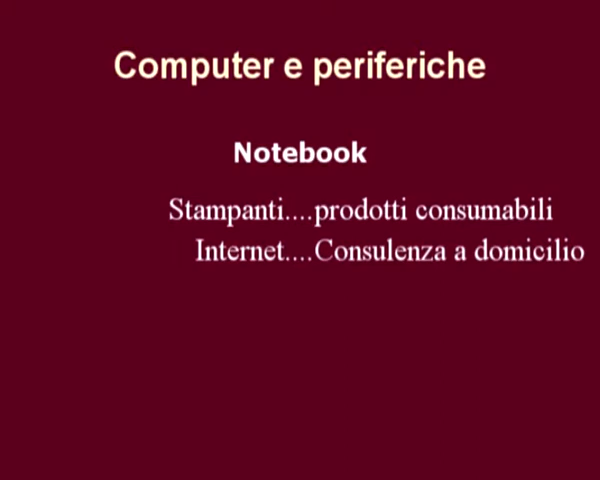 Computer e periferiche
Notebook
Stampanti....prodotti consumabili
Internet....Consulenza a domicilio